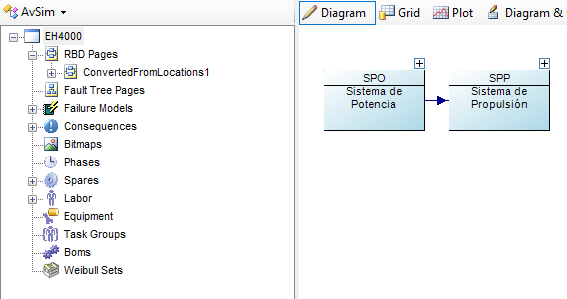 AvSim
EH4000
RBD Pages
ConvertedFromLocations1
Fault Tree Pages
Failure Models
Consequences
Bitmaps
Phases
Spares
Labor
Equipment
Task Groups
Boms
Weibull Sets
Diagram Grid Plot Diagram &
SPO
Sistema de
Potencia
SPP
Sistema de
Propulsión